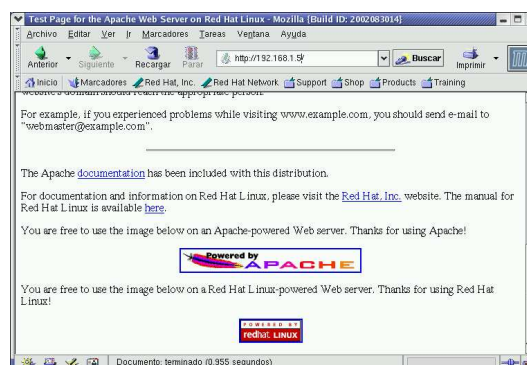 Test Page for the Apache Web Server on Red Hat Linux - Mozilla {Build ID: 2002083014}
Archivo Editar Ver Ir Marcadores Tareas Ventana Ayuda
Anterior Siguiente Recargar Parar http://192.168.1.5/ Buscar Imprimir
Inicio Marcadores Red Hat, Inc. Red Hat Network Support Shop Products Training
website's domain should reach the appropriate person.
For example, if you experienced problems while visiting www.example.com, you should send e-mail to
"webmaster@example.com".
The Apache documentation has been included with this distribution.
For documentation and information on Red Hat Linux, please visit the Red Hat, Inc. website. The manual for
Red Hat Linux is available here.
You are free to use the image below on an Apache-powered Web server. Thanks for using Apache!
Powered by
APACHE
You are free to use the image below on a Red Hat Linux-powered Web server. Thanks for using Red Hat
Linux!
POWERED BY
redhat LINUX
Documento: terminado (0.955 segundos)